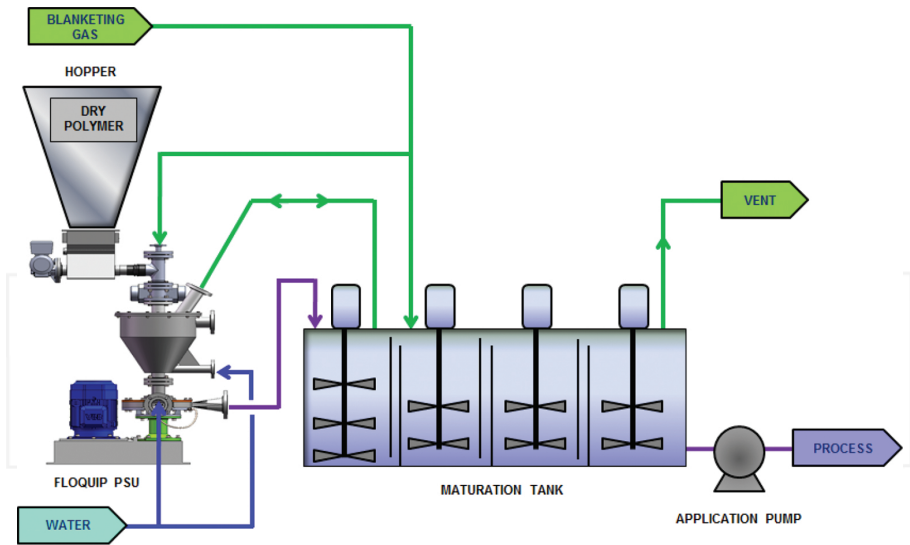 BLANKETING
GAS
HOPPER
DRY
POLYMER
VENT
PROCESS
FLOQUIP PSU
MATURATION TANK
APPLICATION PUMP
WATER